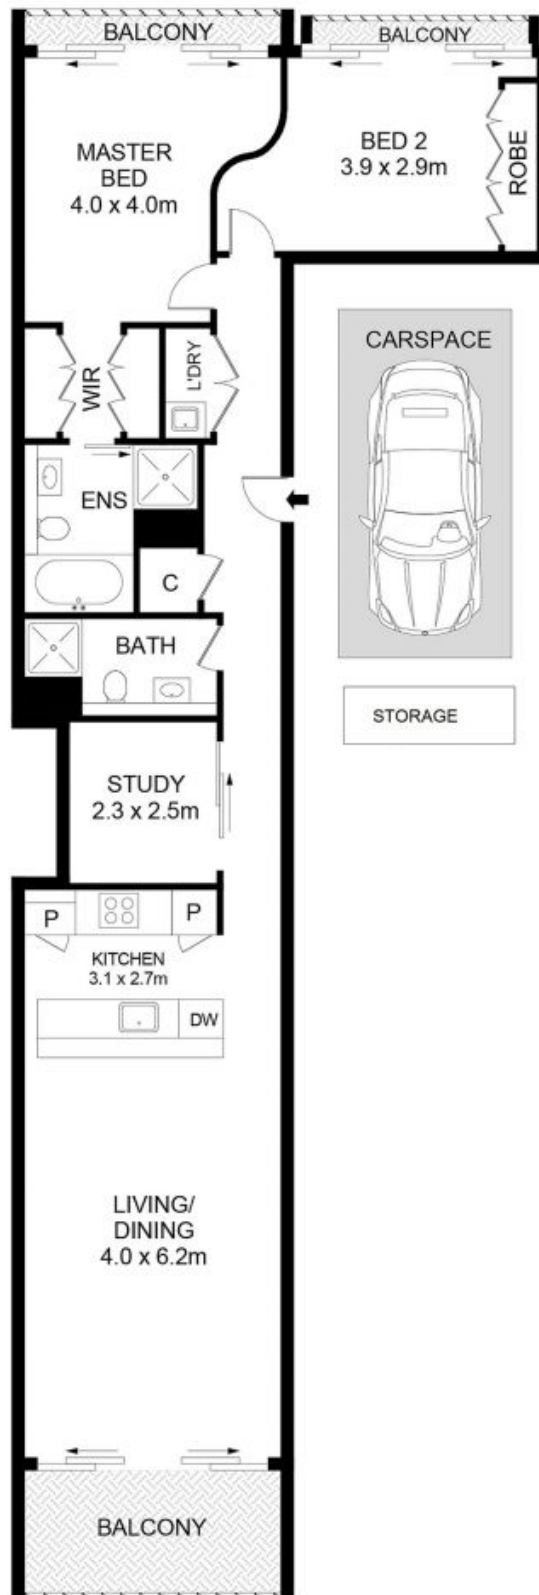 BALCONY
BALCONY
MASTER
BED
4.0 x 4.0m
BED 2
3.9 x 2.9m
ROBE
CARSPACE
WIR
L'DRY
ENS
C
BATH
STORAGE
STUDY
2.3 x 2.5m
P
P
KITCHEN
3.1 x 2.7m
DW
LIVING/
DINING
4.0 x 6.2m
BALCONY